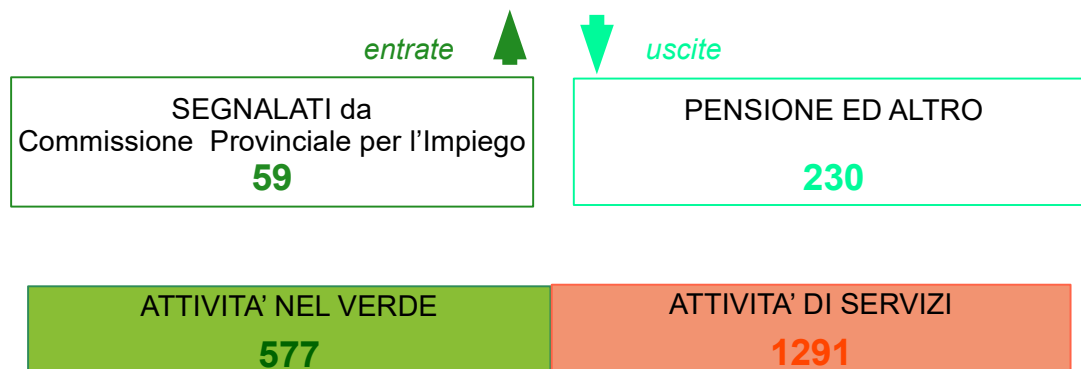 entrate
uscite
SEGNALATI da
Commissione Provinciale per l’Impiego
59
PENSIONE ED ALTRO
230
ATTIVITA’ NEL VERDE
577
ATTIVITA’ DI SERVIZI
1291